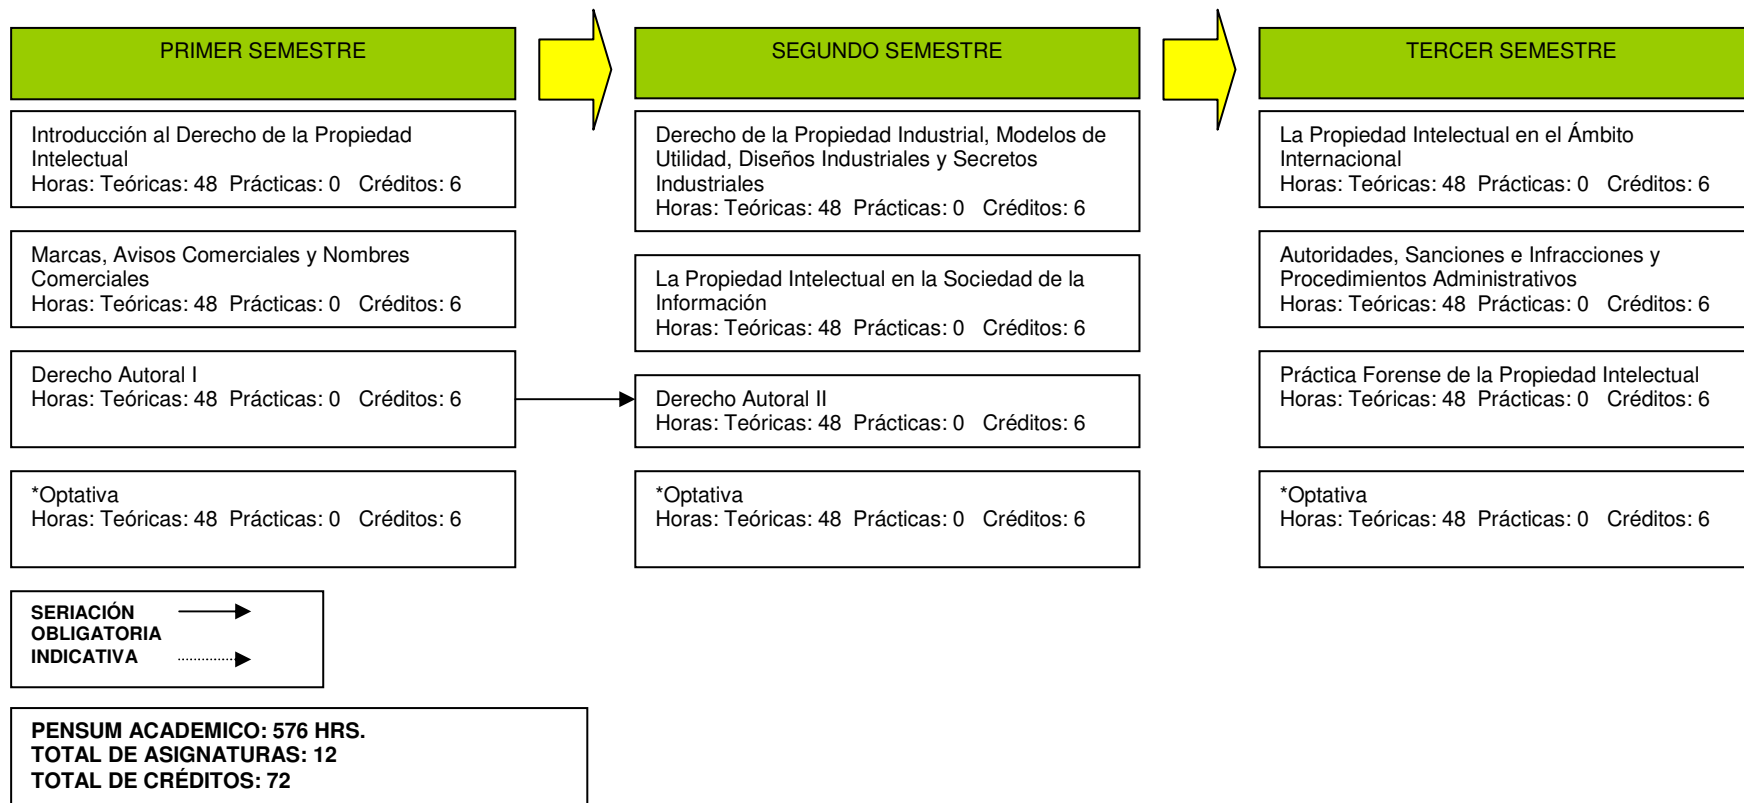 PRIMER SEMESTRE
Introducción al Derecho de la Propiedad
Intelectual
Horas: Teóricas: 48 Prácticas: 0 Créditos: 6
Marcas, Avisos Comerciales y Nombres
Comerciales
Horas: Teóricas: 48 Prácticas: 0 Créditos: 6
Derecho Autoral I
Horas: Teóricas: 48 Prácticas: 0 Créditos: 6
*Optativa
Horas: Teóricas: 48 Prácticas: 0 Créditos: 6
SEGUNDO SEMESTRE
Derecho de la Propiedad Industrial, Modelos de
Utilidad, Diseños Industriales y Secretos
Industriales
Horas: Teóricas: 48 Prácticas: 0 Créditos: 6
La Propiedad Intelectual en la Sociedad de la
Información
Horas: Teóricas: 48 Prácticas: 0 Créditos: 6
Derecho Autoral II
Horas: Teóricas: 48 Prácticas: 0 Créditos: 6
*Optativa
Horas: Teóricas: 48 Prácticas: 0 Créditos: 6
TERCER SEMESTRE
La Propiedad Intelectual en el Ámbito
Internacional
Horas: Teóricas: 48 Prácticas: 0 Créditos: 6
Autoridades, Sanciones e Infracciones y
Procedimientos Administrativos
Horas: Teóricas: 48 Prácticas: 0 Créditos: 6
Práctica Forense de la Propiedad Intelectual
Horas: Teóricas: 48 Prácticas: 0 Créditos: 6
*Optativa
Horas: Teóricas: 48 Prácticas: 0 Créditos: 6
SERIACIÓN
OBLIGATORIA
INDICATIVA
PENSUM ACADEMICO: 576 HRS.
TOTAL DE ASIGNATURAS: 12
TOTAL DE CRÉDITOS: 72